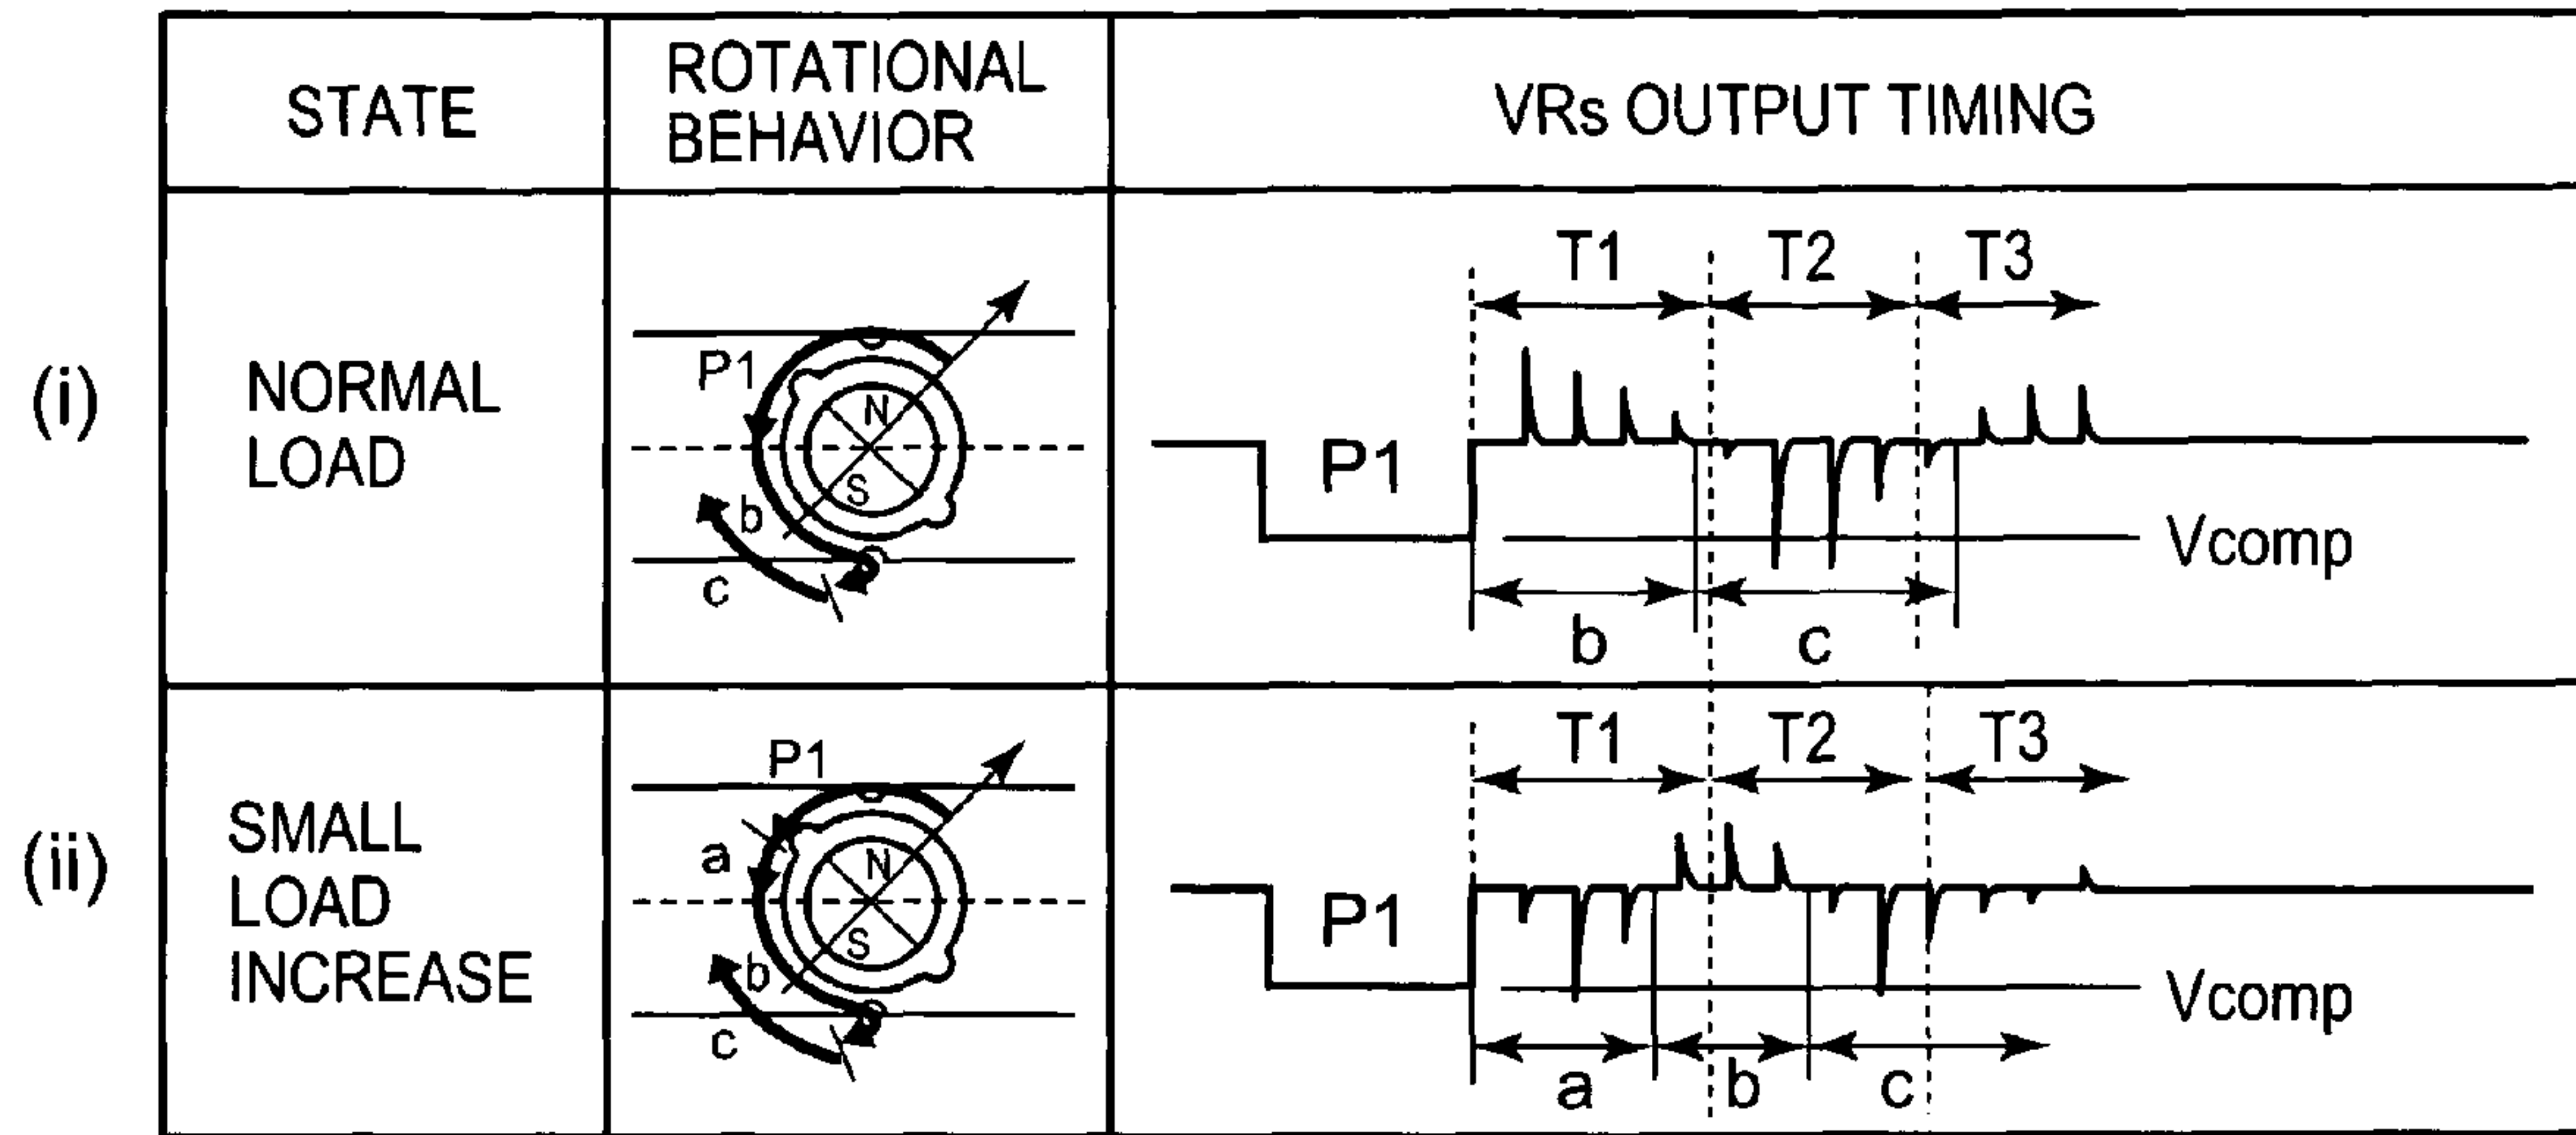 STATE
ROTATIONAL
BEHAVIOR
VRs OUTPUT TIMING
(i)
NORMAL
LOAD
P1
N
S
b
c
T1 T2 T3
P1
Vcomp
b c
(ii)
SMALL
LOAD
INCREASE
P1
a
N
S
b
c
T1 T2 T3
P1
Vcomp
a b c